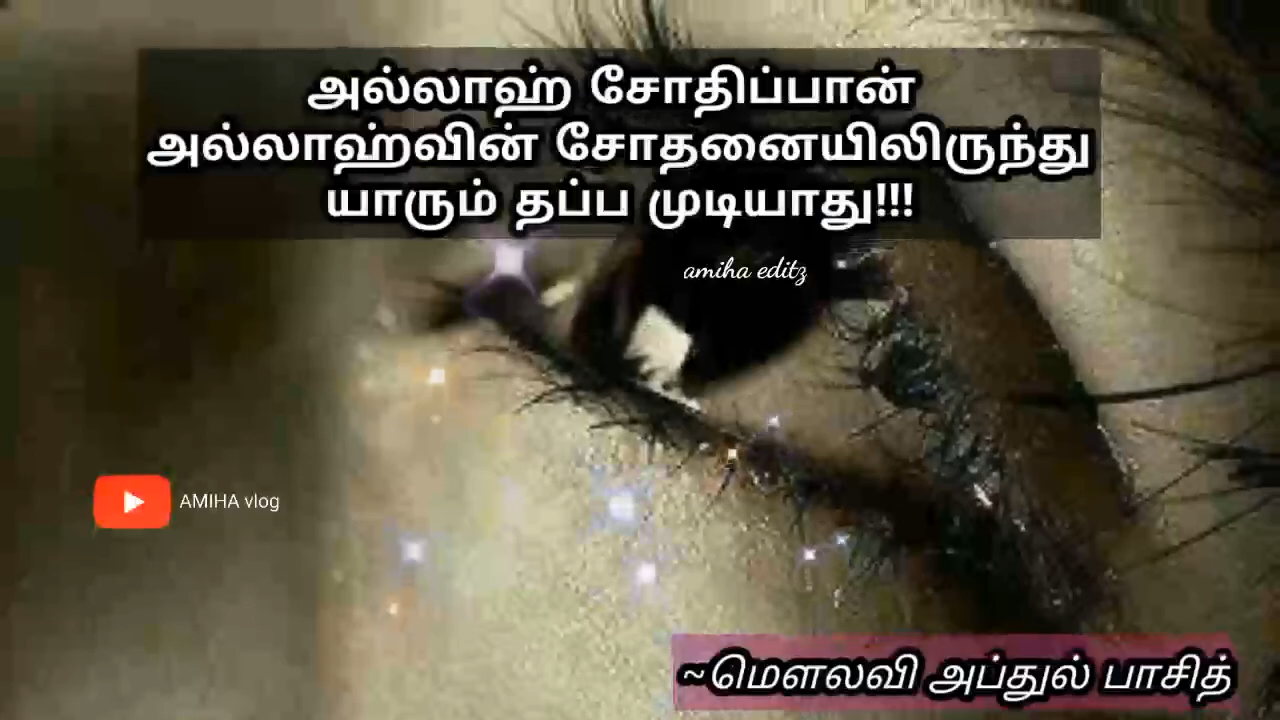 அல்லாஹ் சோதிப்பான்
அல்லாஹ்வின் சோதனையிலிருந்து
யாரும் தப்ப முடியாது!!!
amiha editz
AMIHA vlog
~மௌலவி அப்துல் பாசித்